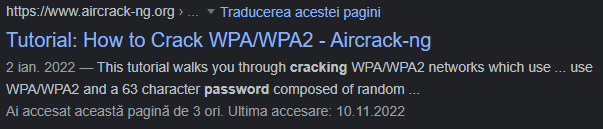 https://www.aircrack-ng.org › ... ▾ Traducerea acestei pagini
Tutorial: How to Crack WPA/WPA2 - Aircrack-ng
2 ian. 2022 — This tutorial walks you through cracking WPA/WPA2 networks which use ... use
WPA/WPA2 and a 63 character password composed of random ...
Ai accesat această pagină de 3 ori. Ultima accesare: 10.11.2022